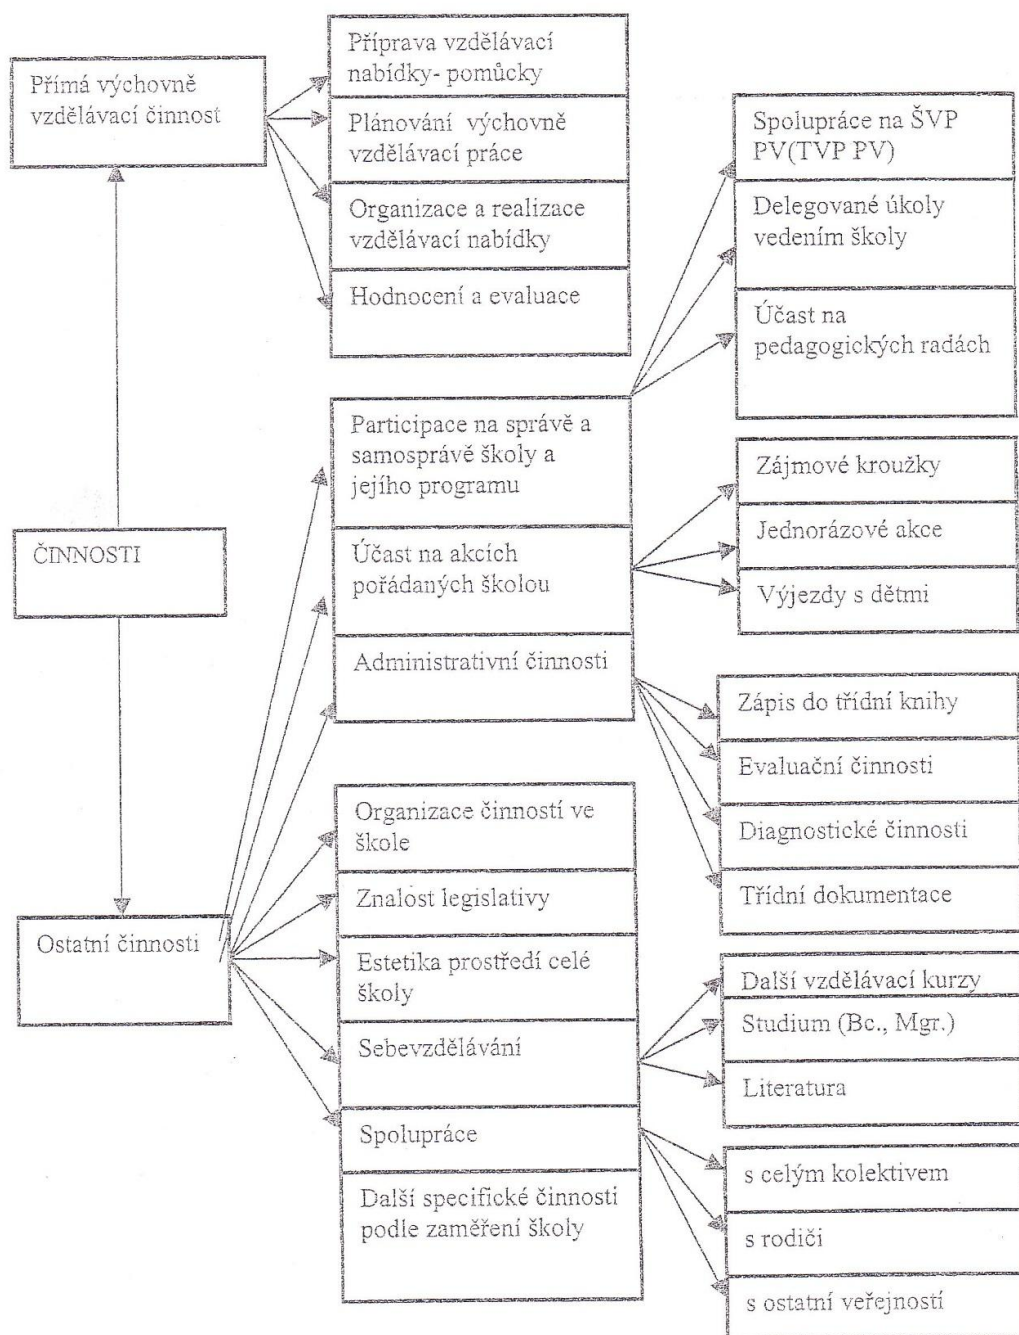 Přímá výchovně
vzdělávací činnost
Příprava vzdělávací
nabídky- pomůcky
Plánování výchovně
vzdělávací práce
Organizace a realizace
vzdělávací nabídky
Hodnocení a evaluace
Spolupráce na ŠVP
PV(TVP PV)
Delegované úkoly
vedením školy
Účast na
pedagogických radách
ČINNOSTI
Participace na správě a
samosprávě školy a
jejího programu
Účast na akcích
pořádaných školou
Administrativní činnosti
Zájmové kroužky
Jednorázové akce
Výjezdy s dětmi
Zápis do třídní knihy
Evaluační činnosti
Diagnostické činnosti
Třídní dokumentace
Ostatní činnosti
Organizace činností ve
škole
Znalost legislativy
Estetika prostředí celé
školy
Sebevzdělávání
Spolupráce
Další specifické činnosti
podle zaměření školy
Další vzdělávací kurzy
Studium (Bc., Mgr.)
Literatura
s celým kolektivem
s rodiči
s ostatní veřejností